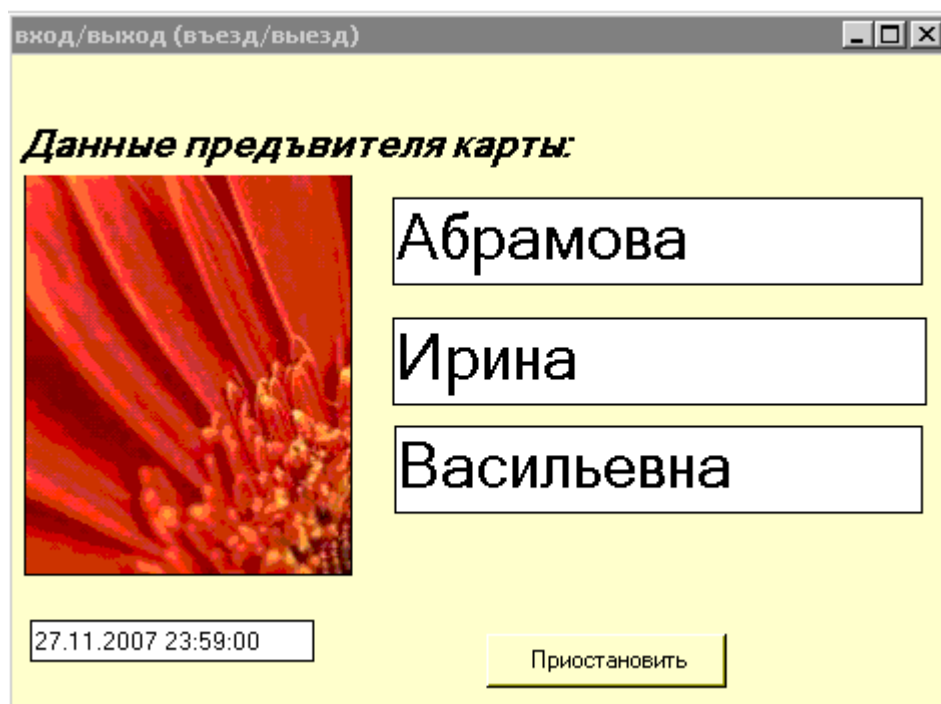 вход/выход (въезд/выезд)
Данные предъвителя карты:
Абрамова
Ирина
Васильевна
27.11.2007 23:59:00
Приостановить